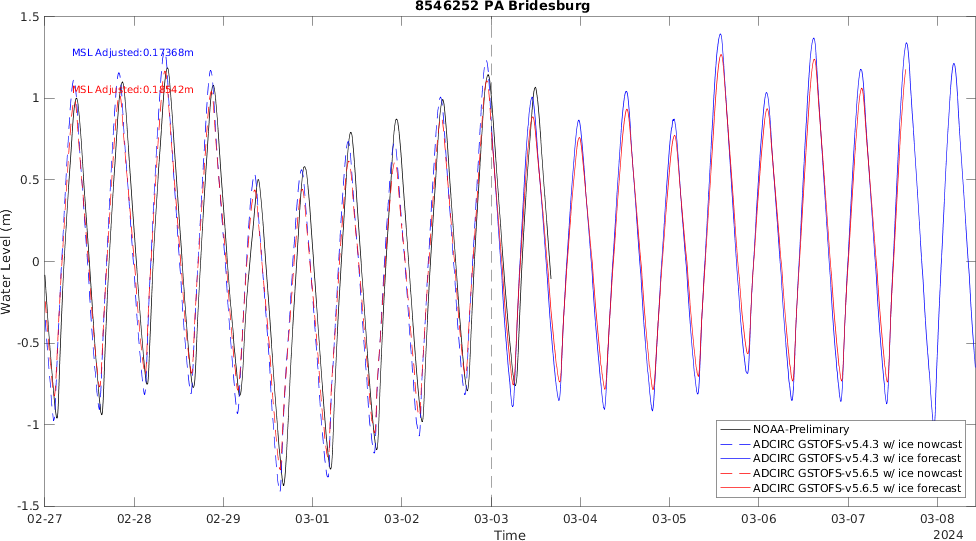 8546252 PA Bridesburg
MSL Adjusted:0.17368m
MSL Adjusted:0.18542m
1.5
1
0.5
0
-0.5
-1
-1.5
Water Level (m)
NOAA-Preliminary
ADCIRC GSTOFS-v5.4.3 w/ ice nowcast
ADCIRC GSTOFS-v5.4.3 w/ ice forecast
ADCIRC GSTOFS-v5.6.5 w/ ice nowcast
ADCIRC GSTOFS-v5.6.5 w/ ice forecast
02-27 02-28 02-29 03-01 03-02 03-03 03-04 03-05 03-06 03-07 03-08
Time
2024